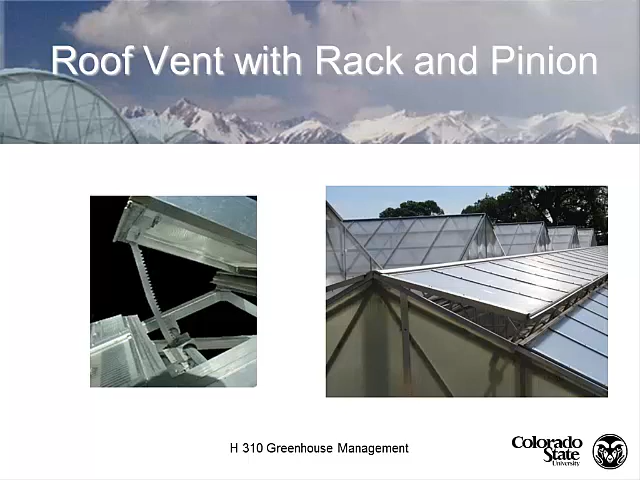 Roof Vent with Rack and Pinion
H 310 Greenhouse Management
Colorado
State
University